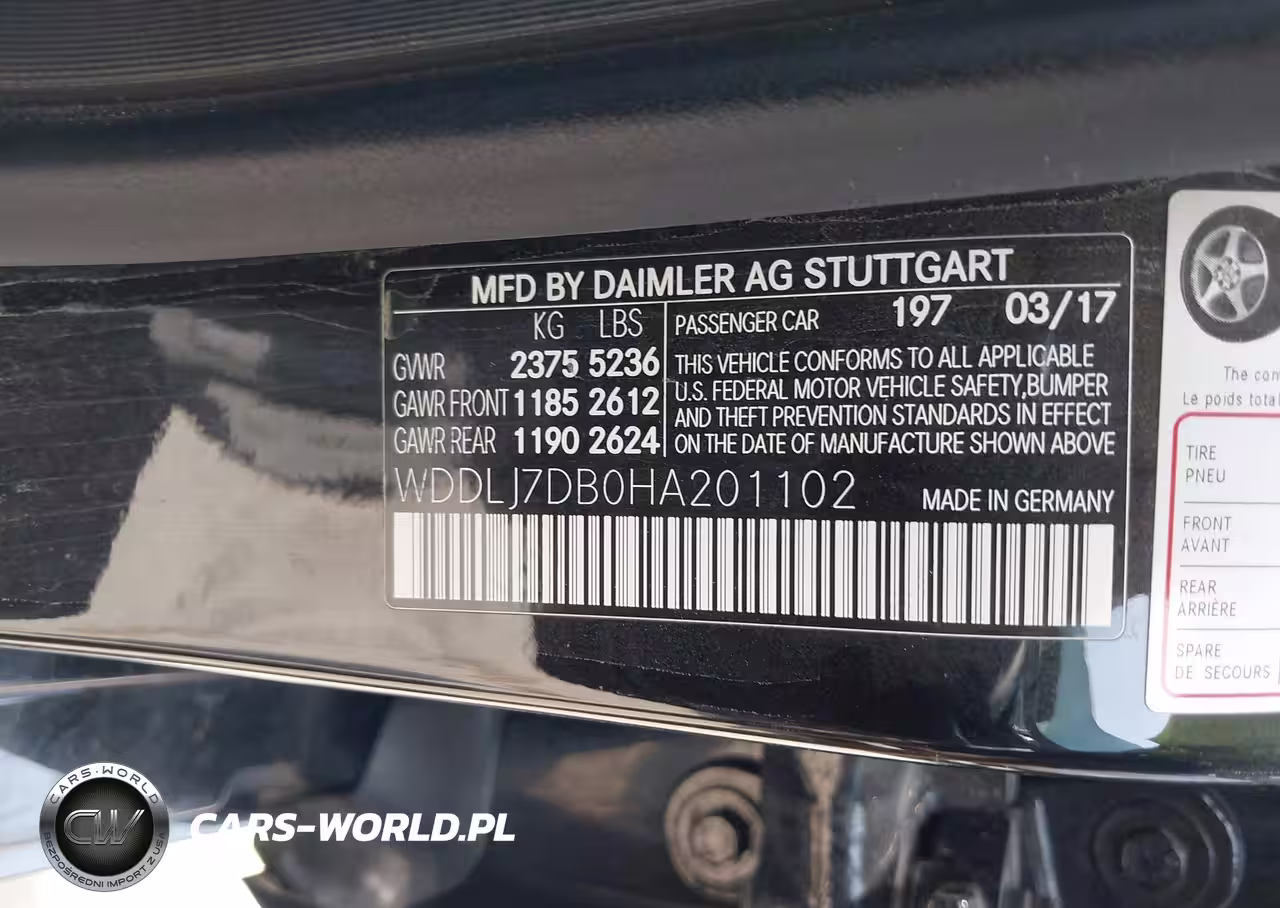 MFD BY DAIMLER AG STUTTGART
KG LBS
GVWR 2375 5236
GAWR FRONT 1185 2612
GAWR REAR 1190 2624
PASSENGER CAR 197 03/17
THIS VEHICLE CONFORMS TO ALL APPLICABLE
U.S. FEDERAL MOTOR VEHICLE SAFETY, BUMPER
AND THEFT PREVENTION STANDARDS IN EFFECT
ON THE DATE OF MANUFACTURE SHOWN ABOVE
WDDLJ7DB0HA201102
MADE IN GERMANY
The
Le poids
TIRE
PNEU
FRONT
AVANT
REAR
ARRIÈRE
SPARE
DE SECOURS
CARS-WORLD
CW
BEZPOŚREDNI IMPORT Z USA
CARS-WORLD.PL